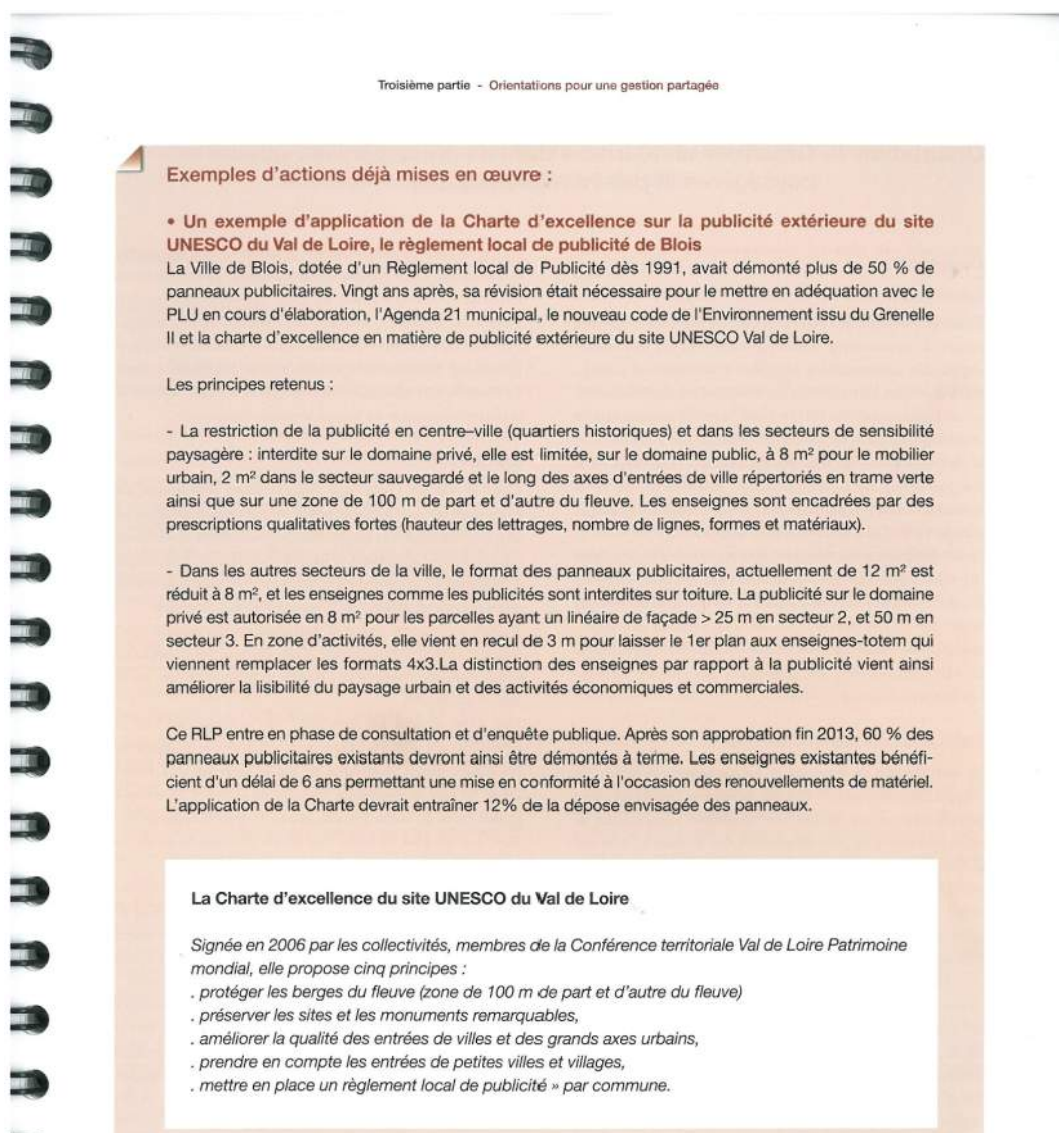 Troisième partie - Orientations pour une gestion partagée
Exemples d'actions déjà mises en œuvre :
• Un exemple d'application de la Charte d'excellence sur la publicité extérieure du site
UNESCO du Val de Loire, le règlement local de publicité de Blois
La Ville de Blois, dotée d'un Règlement local de Publicité dès 1991, avait démonté plus de 50 % de
panneaux publicitaires. Vingt ans après, sa révision était nécessaire pour le mettre en adéquation avec le
PLU en cours d'élaboration, l'Agenda 21 municipal, le nouveau code de l'Environnement issu du Grenelle
II et la charte d'excellence en matière de publicité extérieure du site UNESCO Val de Loire.
Les principes retenus :
- La restriction de la publicité en centre–ville (quartiers historiques) et dans les secteurs de sensibilité
paysagère : interdite sur le domaine privé, elle est limitée, sur le domaine public, à 8 m² pour le mobilier
urbain, 2 m² dans le secteur sauvegardé et le long des axes d'entrées de ville répertoriés en trame verte
ainsi que sur une zone de 100 m de part et d'autre du fleuve. Les enseignes sont encadrées par des
prescriptions qualitatives fortes (hauteur des lettrages, nombre de lignes, formes et matériaux).
- Dans les autres secteurs de la ville, le format des panneaux publicitaires, actuellement de 12 m² est
réduit à 8 m², et les enseignes comme les publicités sont interdites sur toiture. La publicité sur le domaine
privé est autorisée en 8 m² pour les parcelles ayant un linéaire de façade > 25 m en secteur 2, et 50 m en
secteur 3. En zone d'activités, elle vient en recul de 3 m pour laisser le 1er plan aux enseignes-totem qui
viennent remplacer les formats 4x3.La distinction des enseignes par rapport à la publicité vient ainsi
améliorer la lisibilité du paysage urbain et des activités économiques et commerciales.
Ce RLP entre en phase de consultation et d'enquête publique. Après son approbation fin 2013, 60 % des
panneaux publicitaires existants devront ainsi être démontés à terme. Les enseignes existantes bénéfi-
cient d'un délai de 6 ans permettant une mise en conformité à l'occasion des renouvellements de matériel.
L'application de la Charte devrait entraîner 12% de la dépose envisagée des panneaux.
La Charte d'excellence du site UNESCO du Val de Loire
Signée en 2006 par les collectivités, membres de la Conférence territoriale Val de Loire Patrimoine
mondial, elle propose cinq principes :
. protéger les berges du fleuve (zone de 100 m de part et d'autre du fleuve)
. préserver les sites et les monuments remarquables,
. améliorer la qualité des entrées de villes et des grands axes urbains,
. prendre en compte les entrées de petites villes et villages,
. mettre en place un règlement local de publicité » par commune.